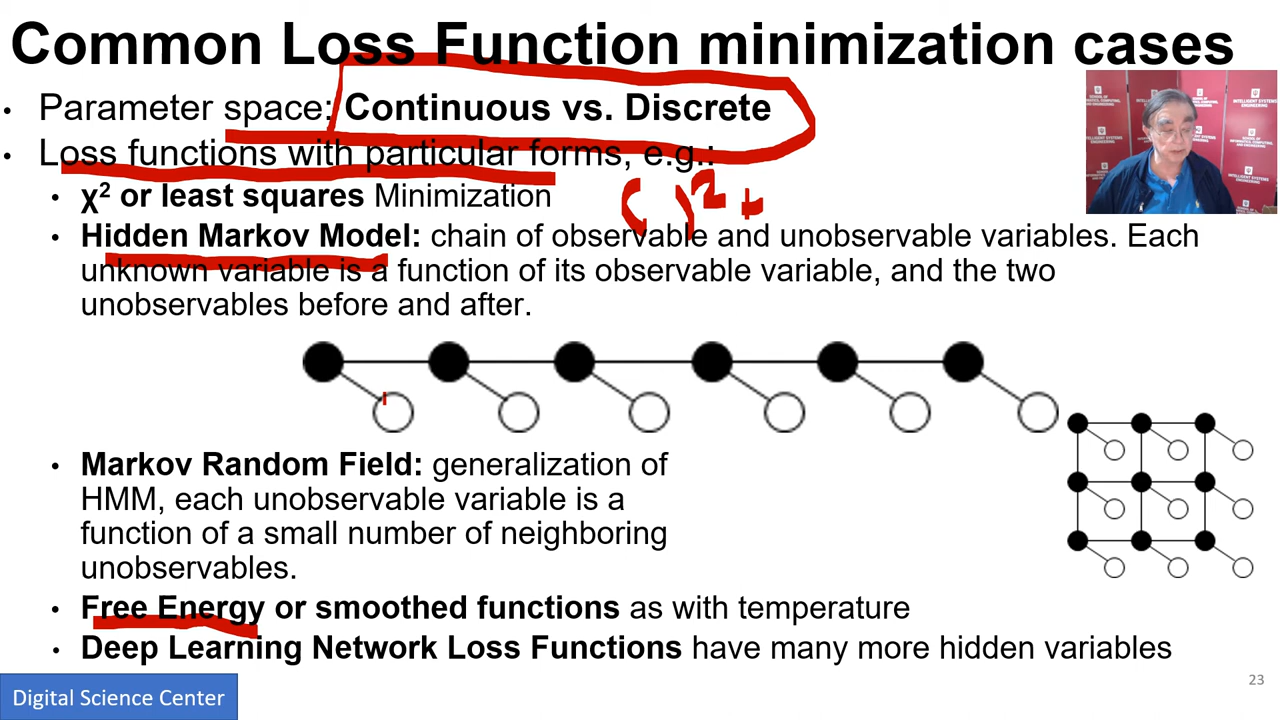 Common Loss Function minimization cases
• Parameter space: Continuous vs. Discrete
• Loss functions with particular forms, e.g.:
• χ² or least squares Minimization
( )² +
• Hidden Markov Model: chain of observable and unobservable variables. Each
unknown variable is a function of its observable variable, and the two
unobservables before and after.
• Markov Random Field: generalization of
HMM, each unobservable variable is a
function of a small number of neighboring
unobservables.
• Free Energy or smoothed functions as with temperature
• Deep Learning Network Loss Functions have many more hidden variables
Digital Science Center
23